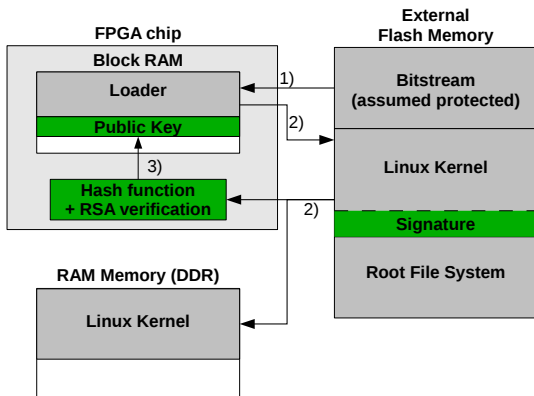 FPGA chip
Block RAM
Loader
Public Key
3)
Hash function
+ RSA verification
1)
2)
2)
External
Flash Memory
Bitstream
(assumed protected)
Linux Kernel
Signature
Root File System
RAM Memory (DDR)
Linux Kernel